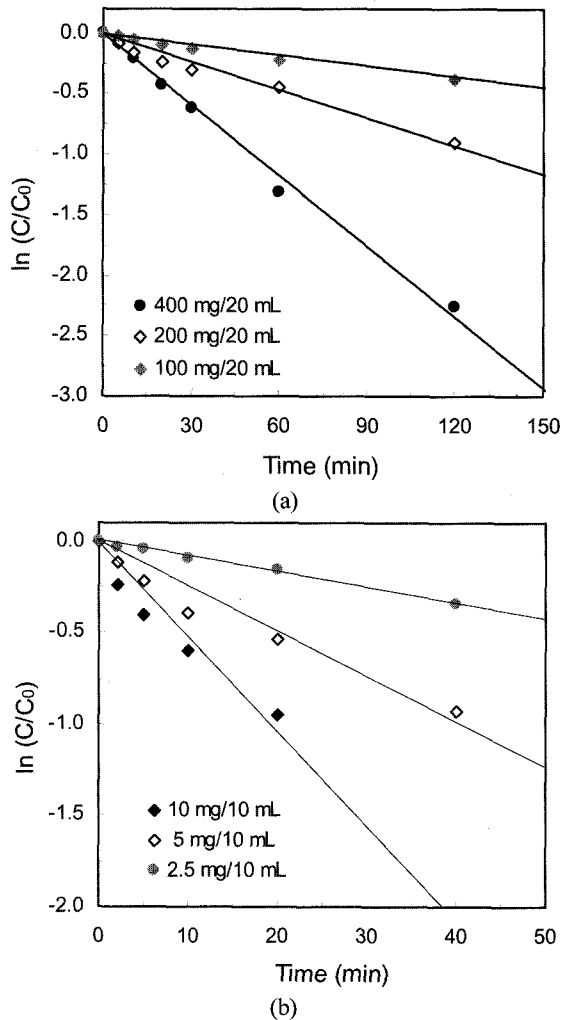 0.0
-0.5
-1.0
-1.5
-2.0
-2.5
-3.0
ln (C/C0)
400 mg/20 mL
200 mg/20 mL
100 mg/20 mL
0 30 60 90 120 150
Time (min)
(a)
0.0
-0.5
-1.0
-1.5
-2.0
ln (C/C0)
10 mg/10 mL
5 mg/10 mL
2.5 mg/10 mL
0 10 20 30 40 50
Time (min)
(b)